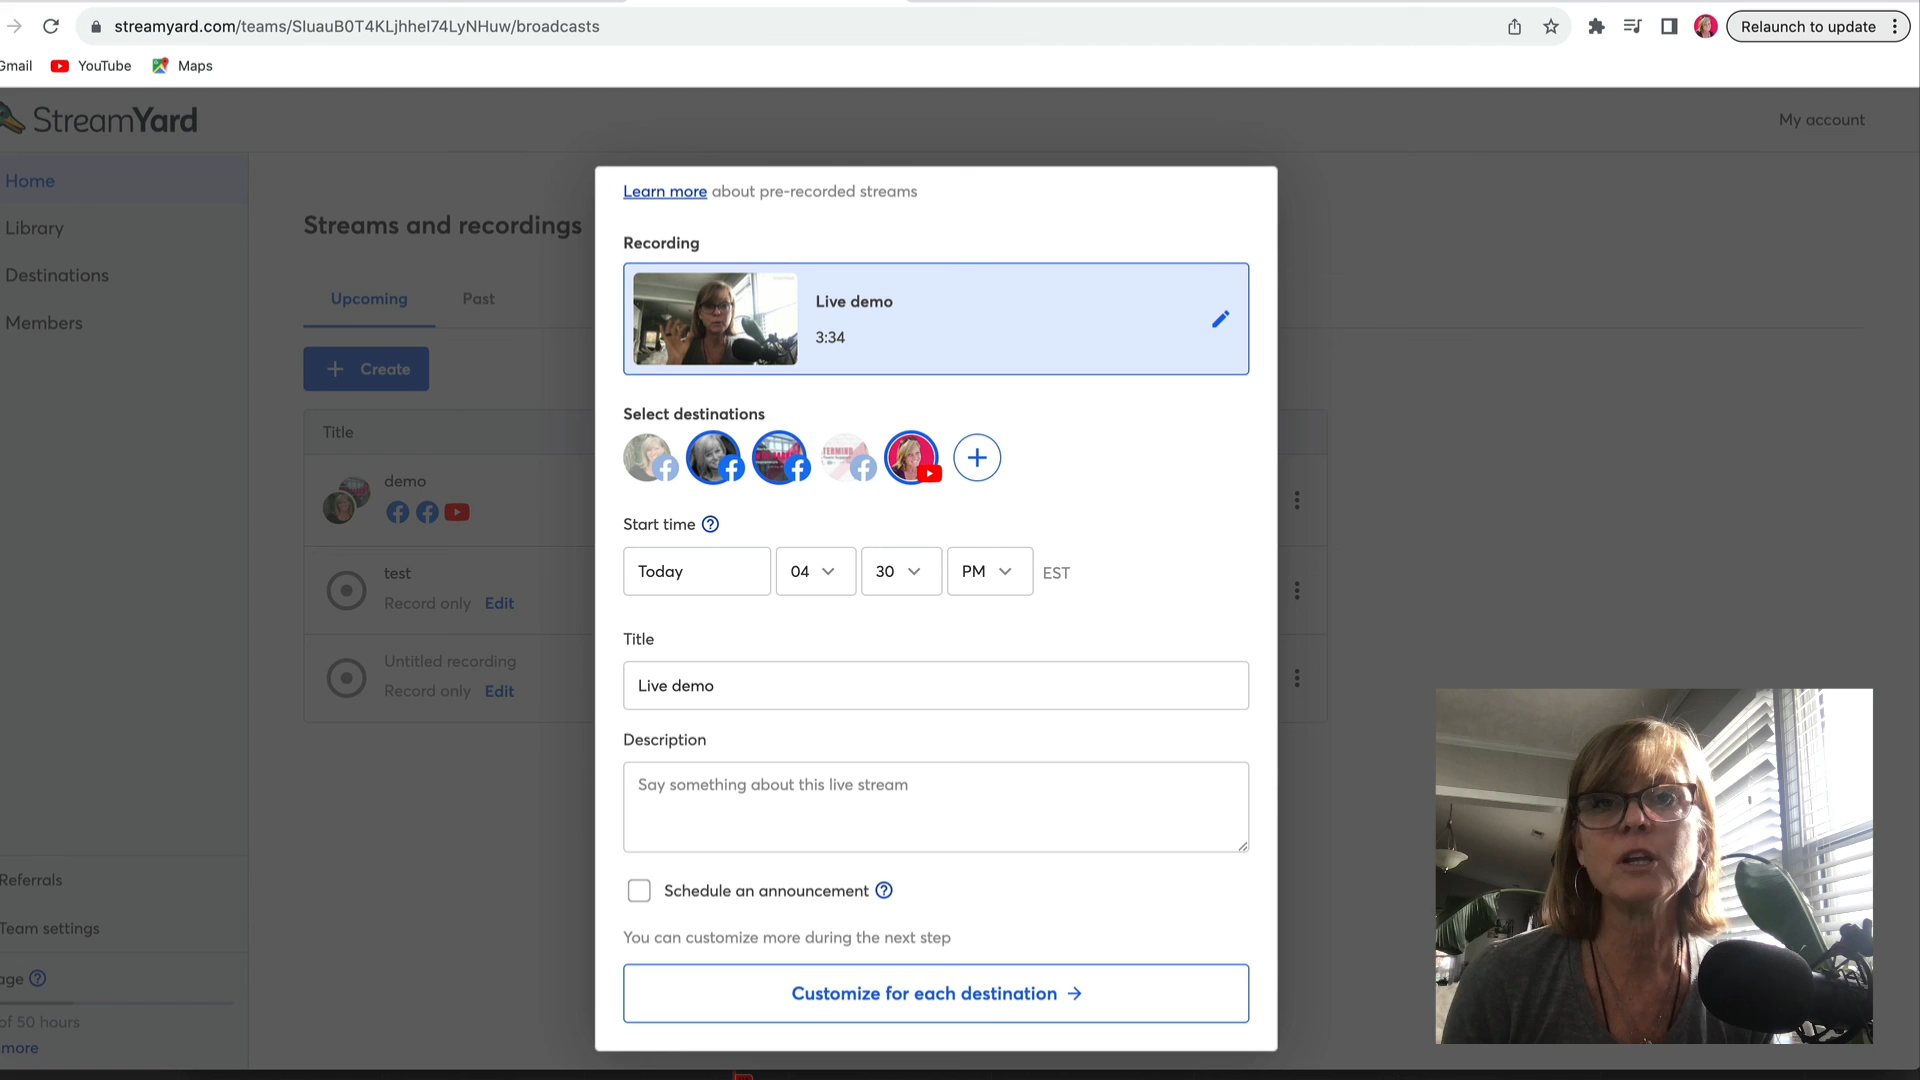 streamyard.com/teams/SIuauB0T4KLjhhel74LyNHuw/broadcasts
Relaunch to update
Gmail
YouTube
Maps
StreamYard
My account
Home
Library
Destinations
Members
Referrals
Team settings
age
of 50 hours
more
Streams and recordings
Upcoming
Past
Create
Title
demo
test
Record only Edit
Untitled recording
Record only Edit
Learn more about pre-recorded streams
Recording
Live demo
3:34
Select destinations
TERMIND
Start time
Today
04
30
PM
EST
Title
Live demo
Description
Say something about this live stream
Schedule an announcement
You can customize more during the next step
Customize for each destination